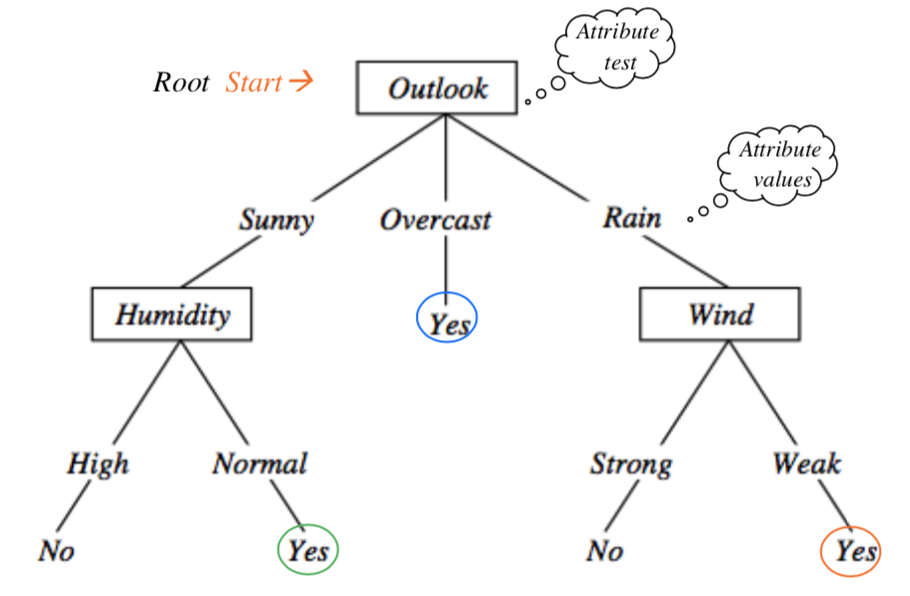 Attribute
test
Root Start→
Outlook
Attribute
values
Sunny Overcast Rain
Humidity Yes Wind
High Normal Strong Weak
No Yes No Yes